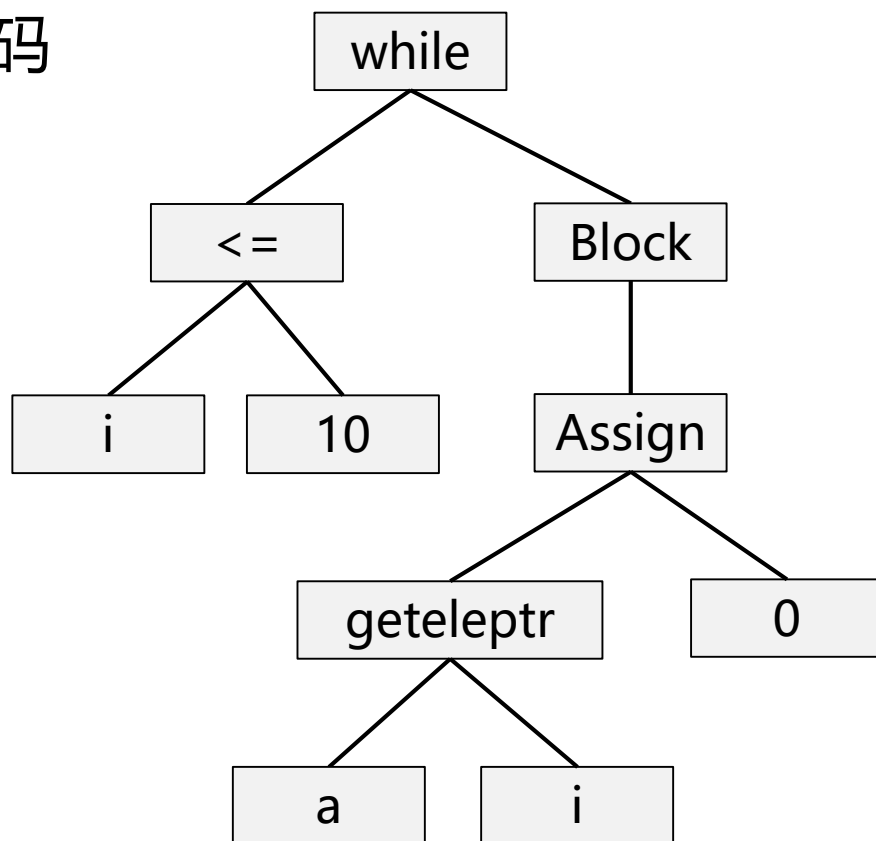 码
while
<=
Block
i
10
Assign
geteleptr
0
a
i